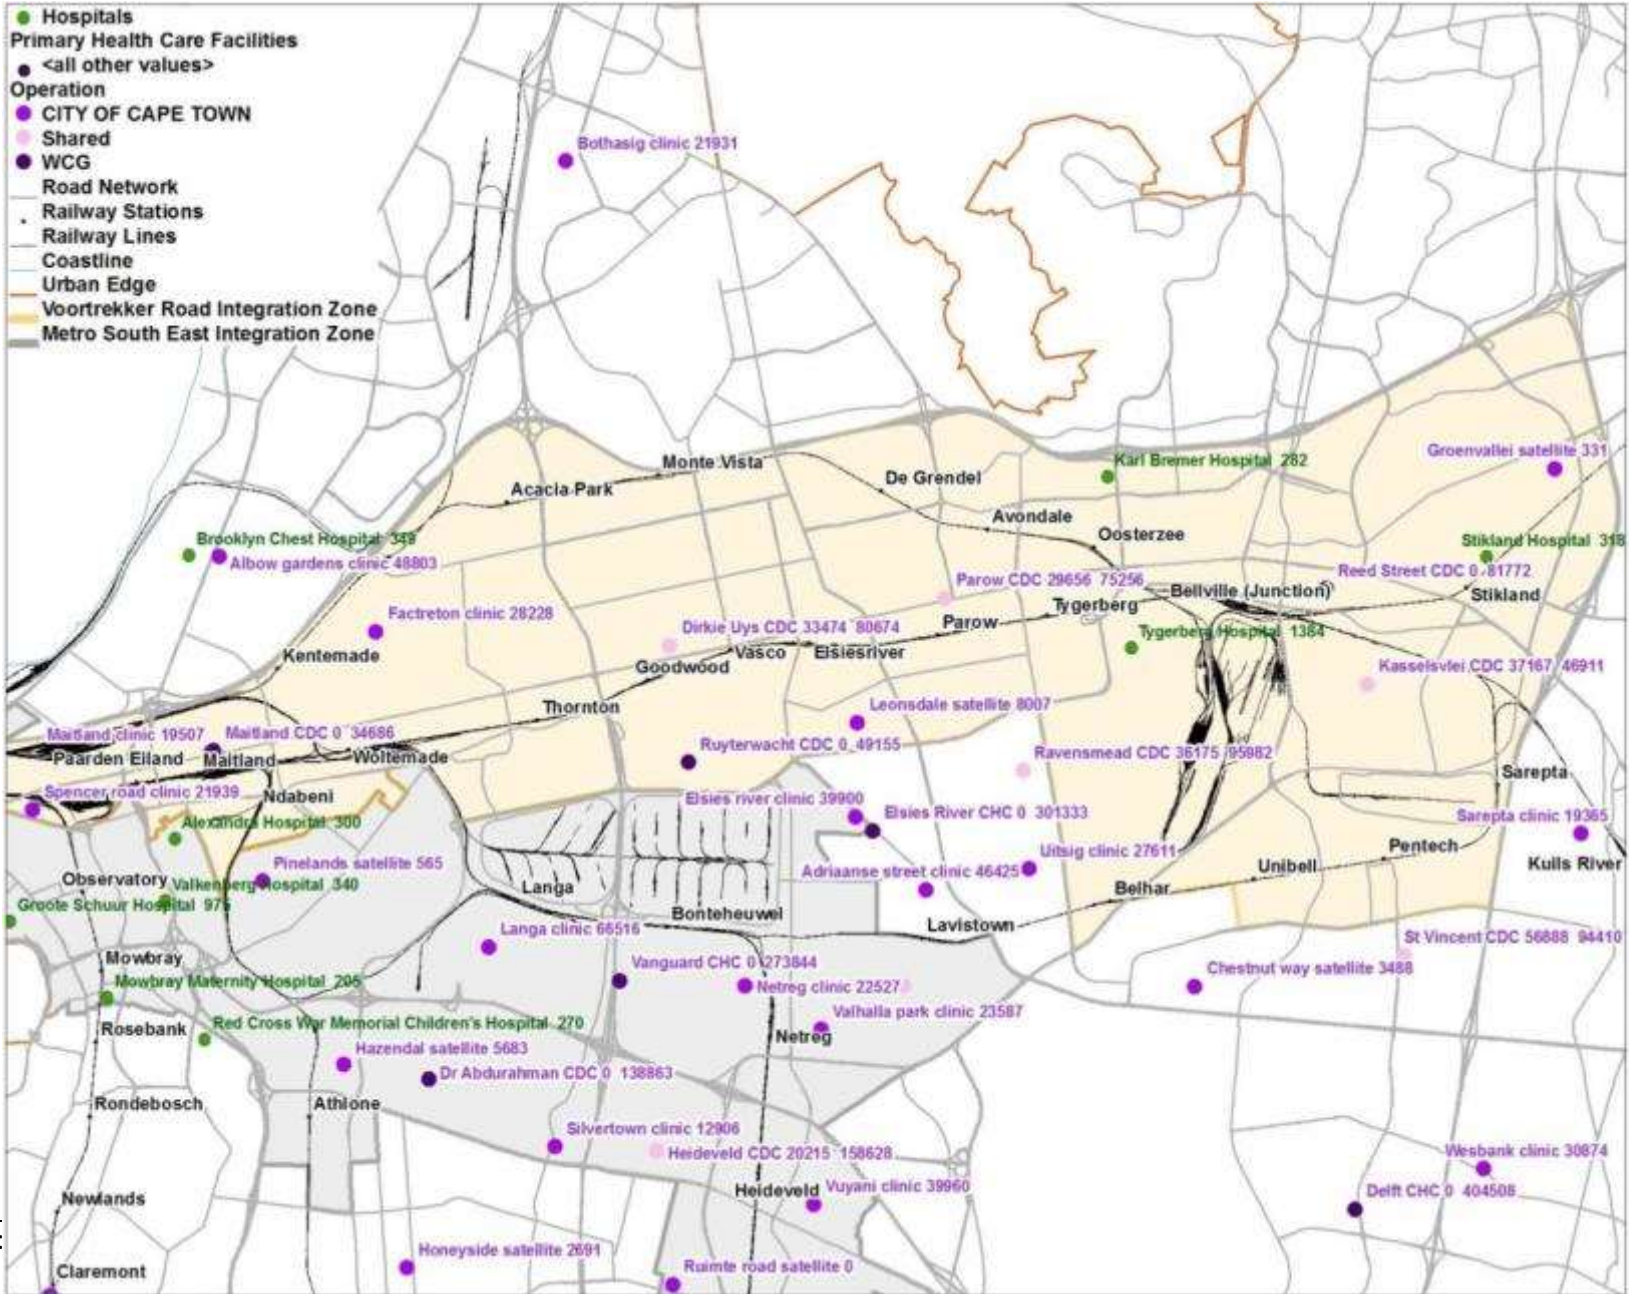 Hospitals
Primary Health Care Facilities
<all other values>
Operation
CITY OF CAPE TOWN
Shared
WCG
Road Network
Railway Stations
Railway Lines
Coastline
Urban Edge
Voortrekker Road Integration Zone
Metro South East Integration Zone
Bothasig clinic 21931
Groenvallei satellite 331
Karl Bremer Hospital 282
Monte Vista
De Grendel
Acacia Park
Avondale
Oosterzee
Brooklyn Chest Hospital 349
Stikland Hospital 318
Albow gardens clinic 48803
Reed Street CDC 0 81772
Parow CDC 29656 75256
Bellville (Junction)
Stikland
Tygerberg
Factreton clinic 28228
Parow
Dirkie Uys CDC 33474 80674
Tygerberg Hospital 1384
Kentemade
Vasco
Elsiesriver
Goodwood
Kasselsvlei CDC 37167 46911
Thornton
Leonsdale satellite 8007
Maitland clinic 19507
Maitland CDC 0 34686
Ruyterwacht CDC 0 49155
Ravensmead CDC 36175 95982
Paarden Eiland
Maitland
Woltemade
Sarepta
Spencer road clinic 21939
Ndabeni
Elsies river clinic 39900
Elsies River CHC 0 301333
Sarepta clinic 19365
Alexandra Hospital 300
Pentech
Uitsig clinic 27611
Pinelands satellite 565
Unibell
Kuils River
Adriaanse street clinic 46425
Observatory
Valkenberg Hospital 340
Langa
Belhar
Groote Schuur Hospital 975
Bonteheuwel
Lavistown
Langa clinic 66516
St Vincent CDC 56888 94410
Mowbray
Vanguard CHC 0 273844
Chestnut way satellite 3488
Mowbray Maternity Hospital 205
Netreg clinic 22527
Valhalla park clinic 23587
Rosebank
Red Cross War Memorial Children's Hospital 270
Netreg
Hazendal satellite 5683
Dr Abdurahman CDC 0 138863
Rondebosch
Athlone
Silvertown clinic 12906
Heideveld CDC 20215 158628
Wesbank clinic 30874
Heideveld
Vuyani clinic 39960
Delft CHC 0 404508
Newlands
Honeyside satellite 2691
Claremont
Ruimte road satellite 0